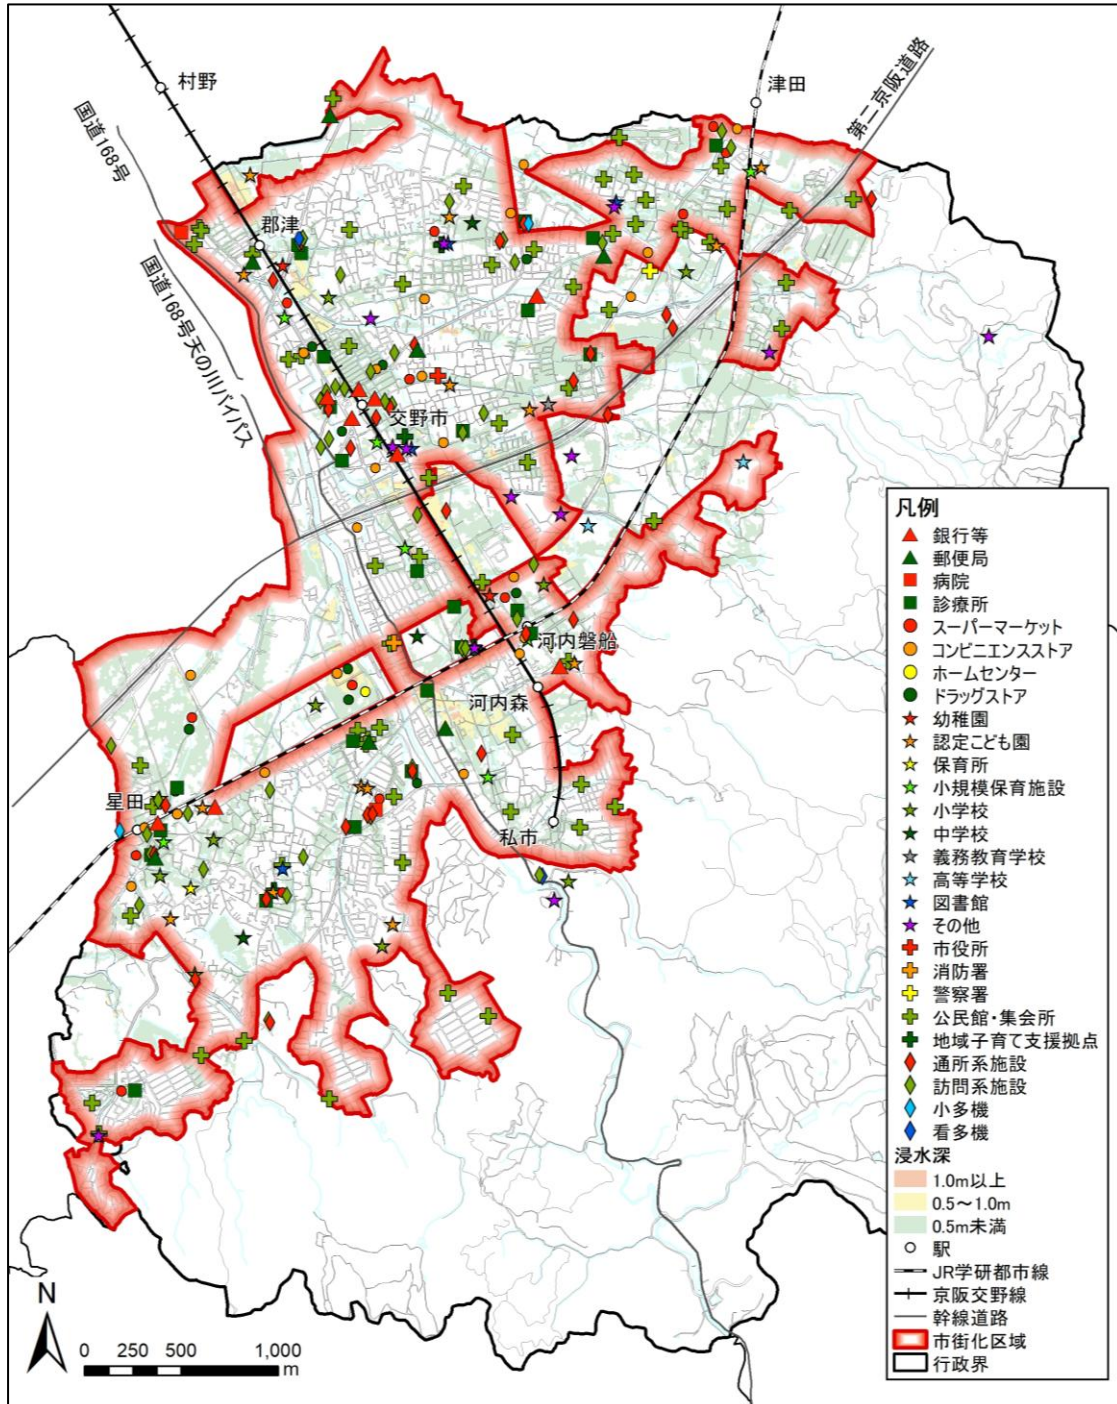 村野
津田
国道168号
第二京阪道路
郡津
国道168号天の川バイパス
交野市
河内磐船
河内森
星田
私市
凡例
銀行等
郵便局
病院
診療所
スーパーマーケット
コンビニエンスストア
ホームセンター
ドラッグストア
幼稚園
認定こども園
保育所
小規模保育施設
小学校
中学校
義務教育学校
高等学校
図書館
その他
市役所
消防署
警察署
公民館・集会所
地域子育て支援拠点
通所系施設
訪問系施設
小多機
看多機
浸水深
1.0m以上
0.5～1.0m
0.5m未満
駅
JR学研都市線
京阪交野線
幹線道路
市街化区域
行政界
N
0 250 500 1,000
m